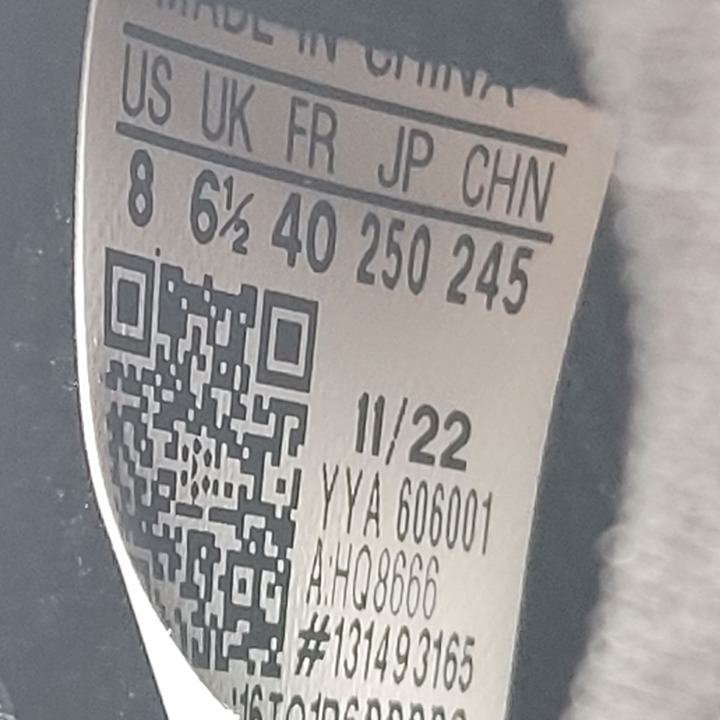 MADE IN CHINA
US UK FR JP CHN
8 6½ 40 250 245
11/22
YYA 606001
A:HQ8666
#131493165